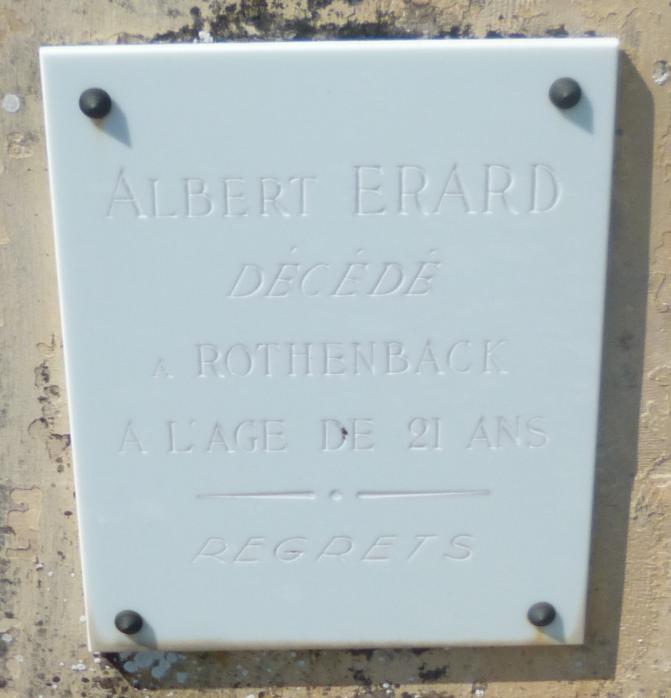 ALBERT ERARD
DÉCÉDÉ
A ROTHENBACK
A L'AGE DE 21 ANS
REGRETS